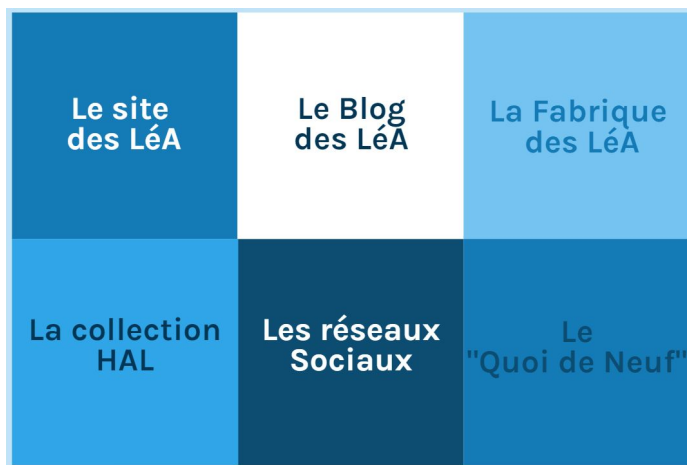 Le site
des LéA
Le Blog
des LéA
La Fabrique
des LéA
La collection
HAL
Les réseaux
Sociaux
Le
"Quoi de Neuf"